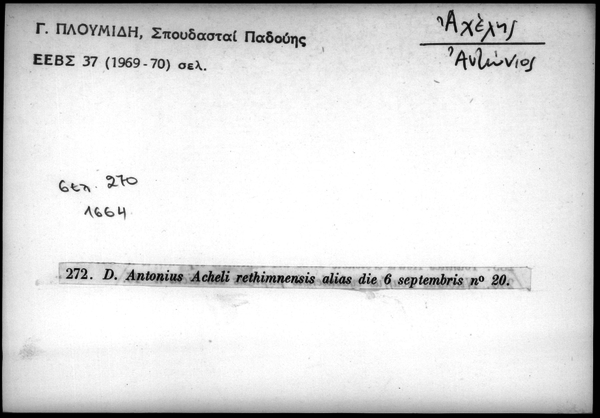 Γ. ΠΛΟΥΜΙΔΗ, Σπουδασταί Παδούης
ΕΕΒΣ 37 (1969-70) σελ.
Ἀχέλης
Ἀντώνιος
σελ. 270
1664
272. D. Antonius Acheli rethimnensis alias die 6 septembris nº 20.